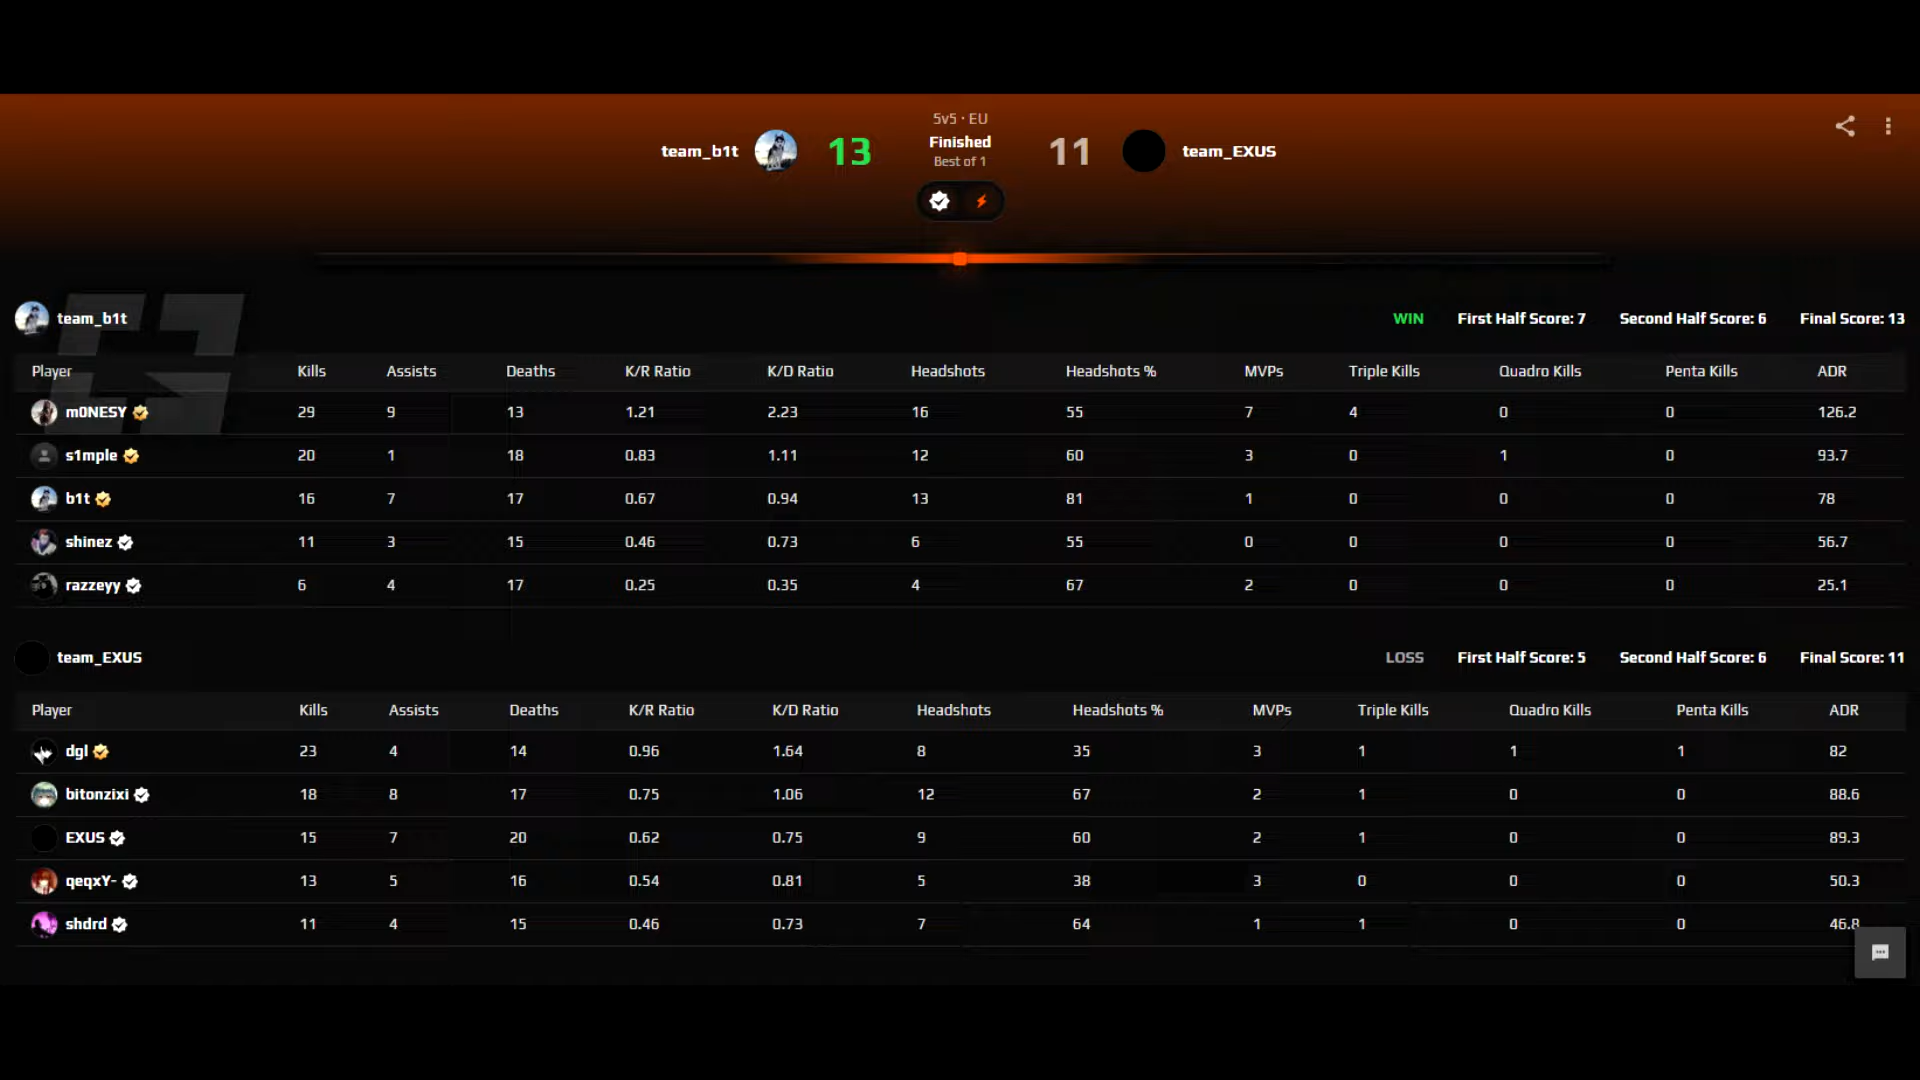 5v5 · EU
team_b1t 13 Finished 11 team_EXUS
Best of 1
team_b1t WIN First Half Score: 7 Second Half Score: 6 Final Score: 13
Player Kills Assists Deaths K/R Ratio K/D Ratio Headshots Headshots % MVPs Triple Kills Quadro Kills Penta Kills ADR
m0NESY 29 9 13 1.21 2.23 16 55 7 4 0 0 126.2
s1mple 20 1 18 0.83 1.11 12 60 3 0 1 0 93.7
b1t 16 7 17 0.67 0.94 13 81 1 0 0 0 78
shinez 11 3 15 0.46 0.73 6 55 0 0 0 0 56.7
razzeyy 6 4 17 0.25 0.35 4 67 2 0 0 0 25.1
team_EXUS LOSS First Half Score: 5 Second Half Score: 6 Final Score: 11
Player Kills Assists Deaths K/R Ratio K/D Ratio Headshots Headshots % MVPs Triple Kills Quadro Kills Penta Kills ADR
dgl 23 4 14 0.96 1.64 8 35 3 1 1 1 82
bitonzixi 18 8 17 0.75 1.06 12 67 2 1 0 0 88.6
EXUS 15 7 20 0.62 0.75 9 60 2 1 0 0 89.3
qeqxY- 13 5 16 0.54 0.81 5 38 3 0 0 0 50.3
shdrd 11 4 15 0.46 0.73 7 64 1 1 0 0 46.8